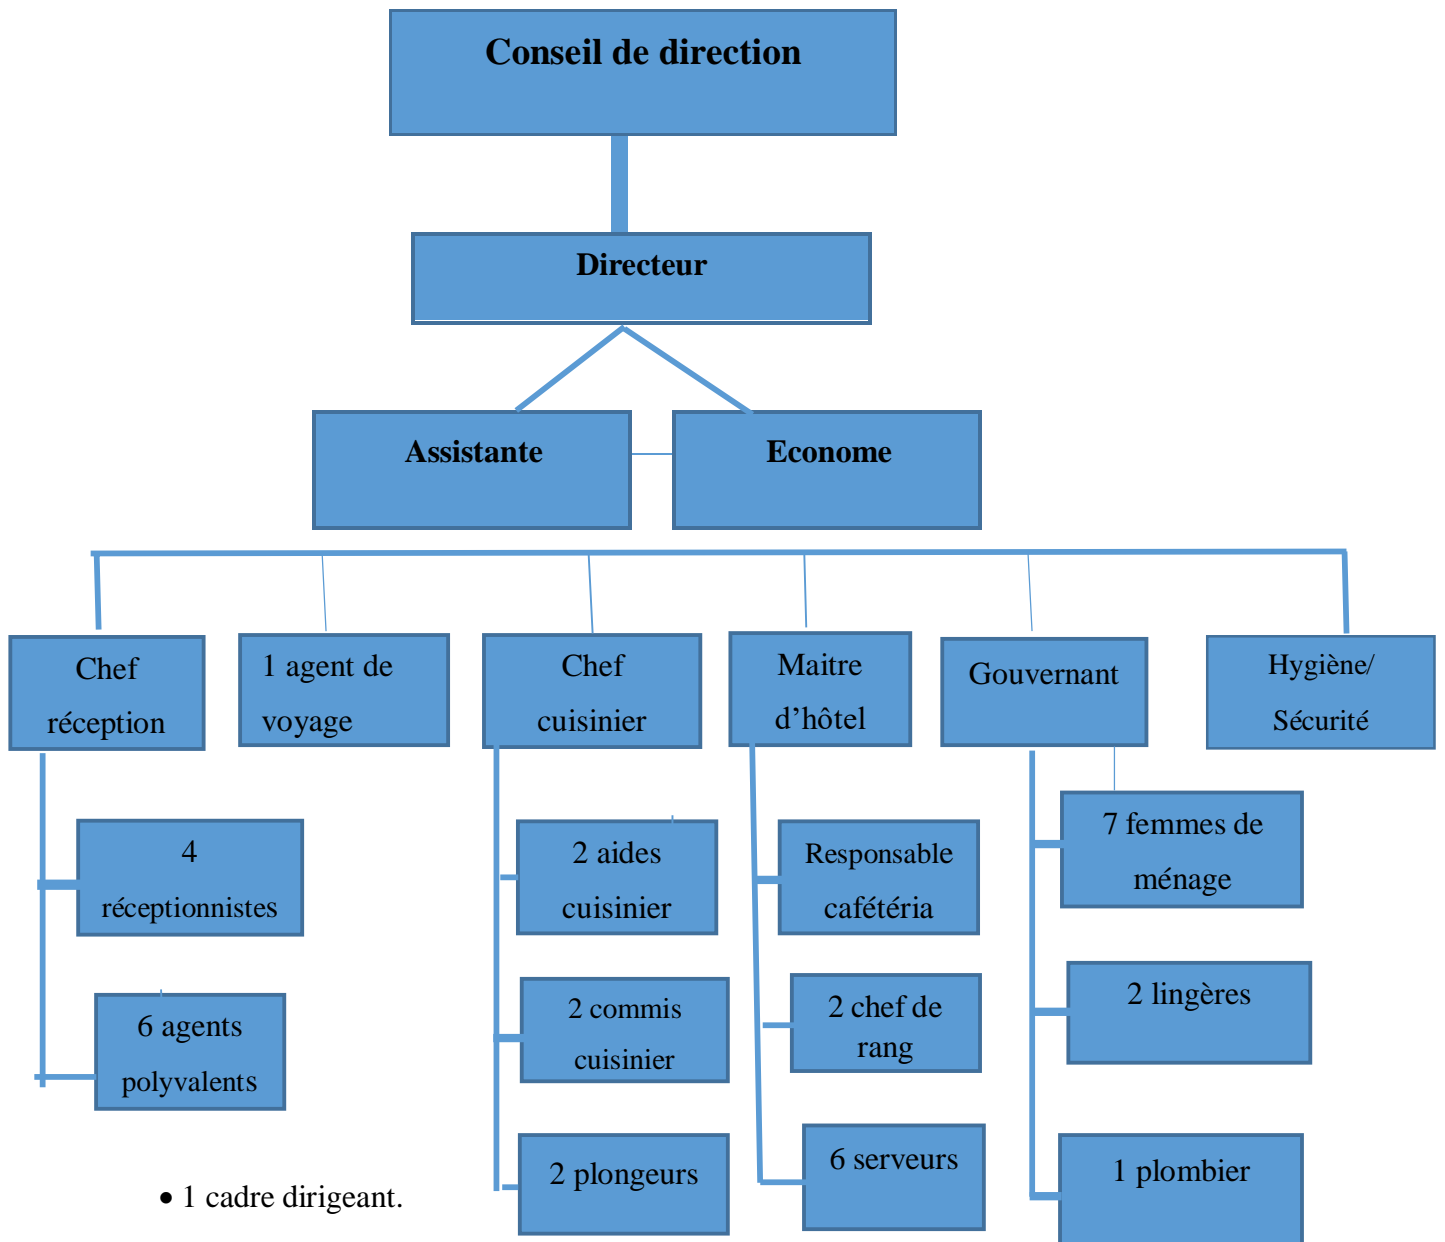 Conseil de direction
Directeur
Assistante
Econome
Chef
réception
1 agent de
voyage
Chef
cuisinier
Maitre
d’hôtel
Gouvernant
Hygiène/
Sécurité
4
réceptionnistes
6 agents
polyvalents
2 aides
cuisinier
2 commis
cuisinier
2 plongeurs
Responsable
cafétéria
2 chef de
rang
6 serveurs
7 femmes de
ménage
2 lingères
1 plombier
• 1 cadre dirigeant.